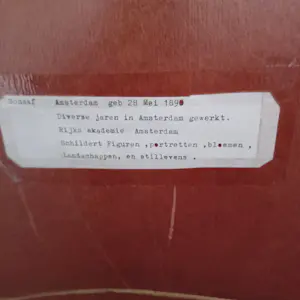 Monsaf Amsterdam geb 28 Mei 1890
Diverse jaren in Amsterdam gewerkt.
Rijks akademie Amsterdam
Schildert Figuren ,portretten ,bloemen ,
Landschappen, en stillevens .